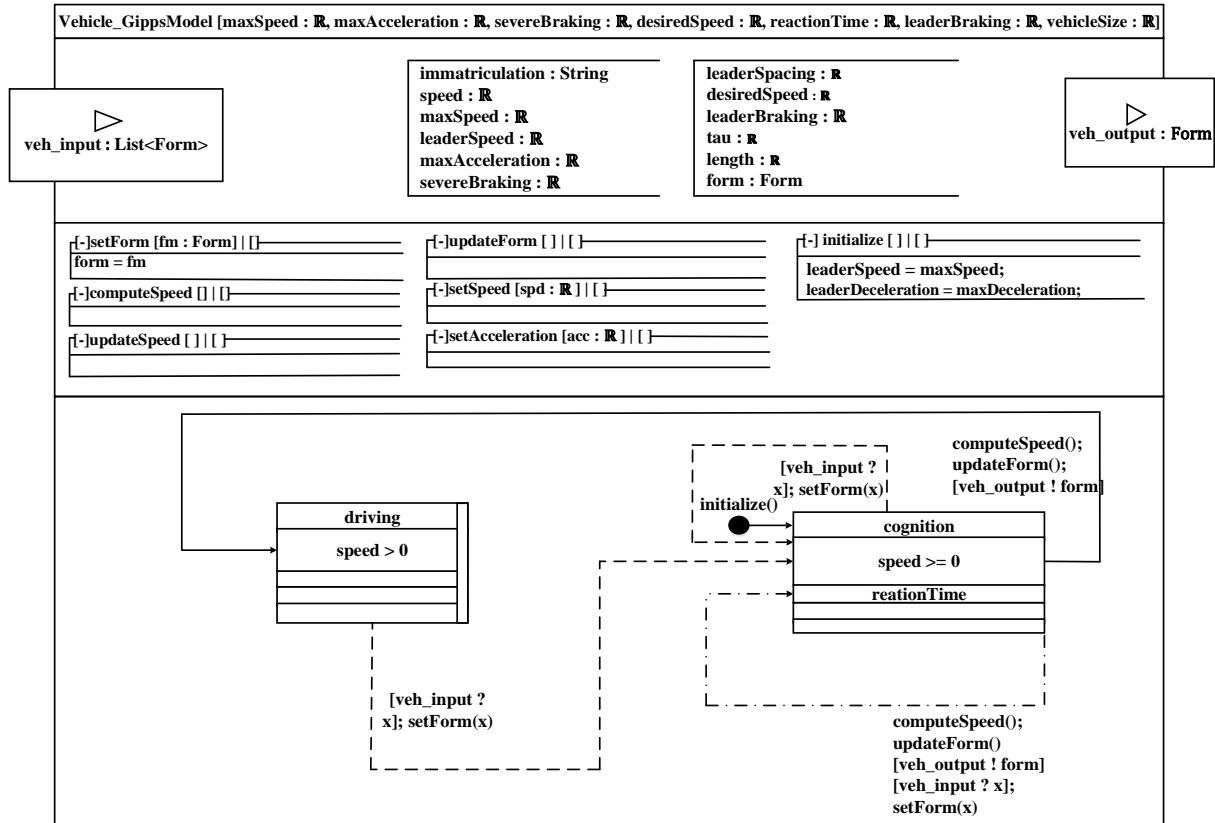 Vehicle_GippsModel [maxSpeed : ℝ, maxAcceleration : ℝ, severeBraking : ℝ, desiredSpeed : ℝ, reactionTime : ℝ, leaderBraking : ℝ, vehicleSize : ℝ]
veh_input : List<Form>
immatriculation : String
speed : ℝ
maxSpeed : ℝ
leaderSpeed : ℝ
maxAcceleration : ℝ
severeBraking : ℝ
leaderSpacing : ℝ
desiredSpeed : ℝ
leaderBraking : ℝ
tau : ℝ
length : ℝ
form : Form
veh_output : Form
[-]setForm [fm : Form] | []
form = fm
[-]computeSpeed [] | []
[-]updateSpeed [ ] | [ ]
[-]updateForm [ ] | [ ]
[-]setSpeed [spd : ℝ ] | [ ]
[-]setAcceleration [acc : ℝ ] | [ ]
[-] initialize [ ] | [ ]
leaderSpeed = maxSpeed;
leaderDeceleration = maxDeceleration;
driving
speed > 0
[veh_input ?
x]; setForm(x)
[veh_input ?
x]; setForm(x)
initialize()
cognition
speed >= 0
reationTime
computeSpeed();
updateForm();
[veh_output ! form]
computeSpeed();
updateForm()
[veh_output ! form]
[veh_input ? x];
setForm(x)